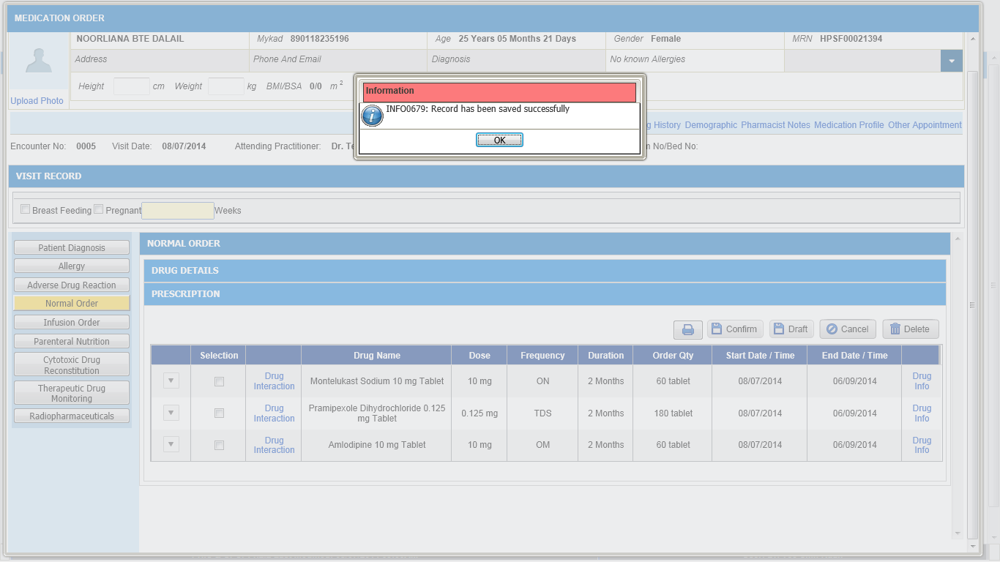 MEDICATION ORDER
NOORLIANA BTE DALAIL Mykad 890118235196 Age 25 Years 05 Months 21 Days Gender Female MRN HPSF00021394
Address Phone And Email Diagnosis No known Allergies
Height cm Weight kg BMI/BSA 0/0 m 2
Upload Photo
Information
INFO0679: Record has been saved successfully
OK
History Demographic Pharmacist Notes Medication Profile Other Appointment
Encounter No: 0005 Visit Date: 08/07/2014 Attending Practitioner: Dr. No/Bed No:
VISIT RECORD
Breast Feeding Pregnant Weeks
Patient Diagnosis
Allergy
Adverse Drug Reaction
Normal Order
Infusion Order
Parenteral Nutrition
Cytotoxic Drug
Reconstitution
Therapeutic Drug
Monitoring
Radiopharmaceuticals
NORMAL ORDER
DRUG DETAILS
PRESCRIPTION
Confirm Draft Cancel Delete
Selection Drug Name Dose Frequency Duration Order Qty Start Date / Time End Date / Time
Drug Interaction Montelukast Sodium 10 mg Tablet 10 mg ON 2 Months 60 tablet 08/07/2014 06/09/2014 Drug Info
Drug Interaction Pramipexole Dihydrochloride 0.125 mg Tablet 0.125 mg TDS 2 Months 180 tablet 08/07/2014 06/09/2014 Drug Info
Drug Interaction Amlodipine 10 mg Tablet 10 mg OM 2 Months 60 tablet 08/07/2014 06/09/2014 Drug Info